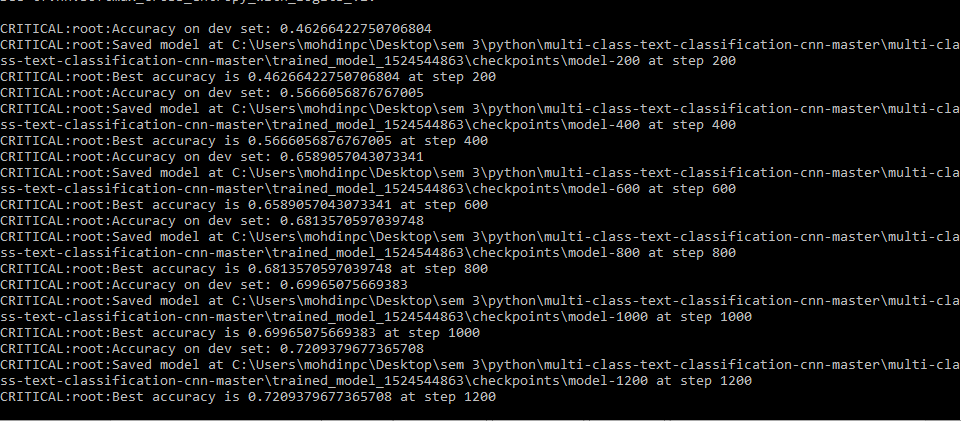 CRITICAL:root:Accuracy on dev set: 0.46266422750706804
CRITICAL:root:Saved model at C:\Users\mohdinpc\Desktop\sem 3\python\multi-class-text-classification-cnn-master\multi-cla
ss-text-classification-cnn-master\trained_model_1524544863\checkpoints\model-200 at step 200
CRITICAL:root:Best accuracy is 0.46266422750706804 at step 200
CRITICAL:root:Accuracy on dev set: 0.5666056876767005
CRITICAL:root:Saved model at C:\Users\mohdinpc\Desktop\sem 3\python\multi-class-text-classification-cnn-master\multi-cla
ss-text-classification-cnn-master\trained_model_1524544863\checkpoints\model-400 at step 400
CRITICAL:root:Best accuracy is 0.5666056876767005 at step 400
CRITICAL:root:Accuracy on dev set: 0.6589057043073341
CRITICAL:root:Saved model at C:\Users\mohdinpc\Desktop\sem 3\python\multi-class-text-classification-cnn-master\multi-cla
ss-text-classification-cnn-master\trained_model_1524544863\checkpoints\model-600 at step 600
CRITICAL:root:Best accuracy is 0.6589057043073341 at step 600
CRITICAL:root:Accuracy on dev set: 0.6813570597039748
CRITICAL:root:Saved model at C:\Users\mohdinpc\Desktop\sem 3\python\multi-class-text-classification-cnn-master\multi-cla
ss-text-classification-cnn-master\trained_model_1524544863\checkpoints\model-800 at step 800
CRITICAL:root:Best accuracy is 0.6813570597039748 at step 800
CRITICAL:root:Accuracy on dev set: 0.69965075669383
CRITICAL:root:Saved model at C:\Users\mohdinpc\Desktop\sem 3\python\multi-class-text-classification-cnn-master\multi-cla
ss-text-classification-cnn-master\trained_model_1524544863\checkpoints\model-1000 at step 1000
CRITICAL:root:Best accuracy is 0.69965075669383 at step 1000
CRITICAL:root:Accuracy on dev set: 0.7209379677365708
CRITICAL:root:Saved model at C:\Users\mohdinpc\Desktop\sem 3\python\multi-class-text-classification-cnn-master\multi-cla
ss-text-classification-cnn-master\trained_model_1524544863\checkpoints\model-1200 at step 1200
CRITICAL:root:Best accuracy is 0.7209379677365708 at step 1200